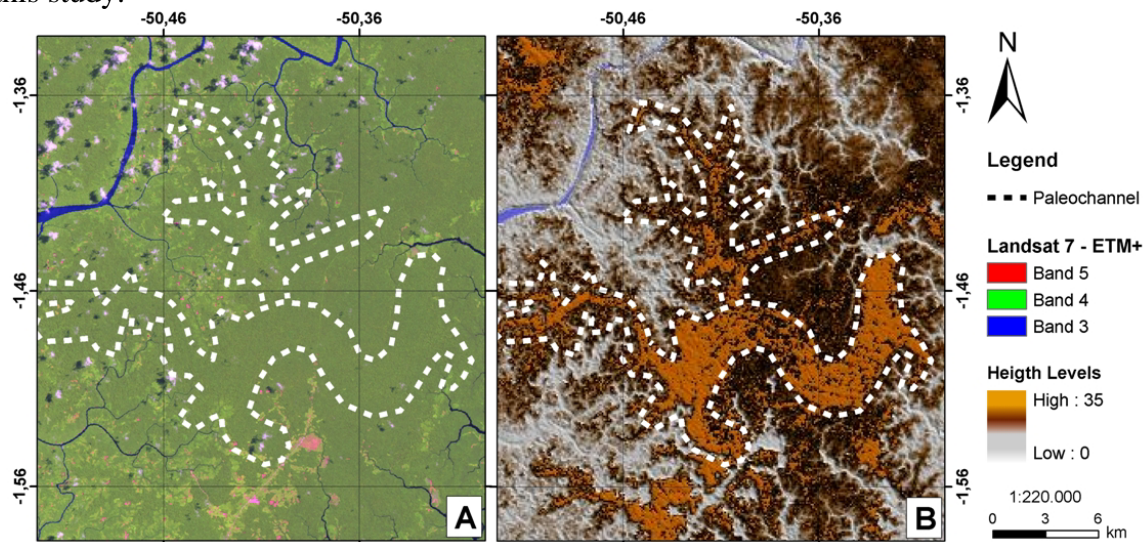 this study.
-50,46 -50,36 -50,46 -50,36
-1,36 -1,36
-1,46 -1,46
-1,56 -1,56
A B
N
Legend
Paleochannel
Landsat 7 - ETM+
Band 5
Band 4
Band 3
Heigth Levels
High : 35
Low : 0
1:220.000
0 3 6
km